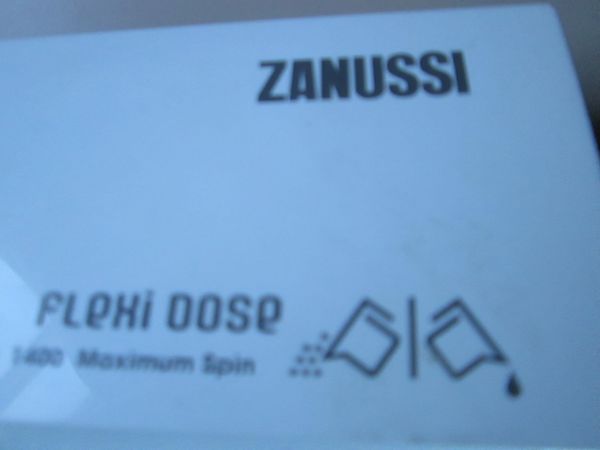 ZANUSSI
FLeXi DOSe
1400 Maximum Spin